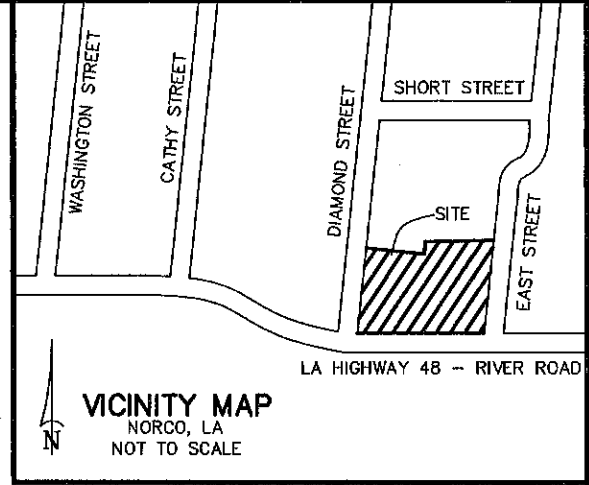 WASHINGTON STREET
CATHY STREET
DIAMOND STREET
SHORT STREET
SITE
EAST STREET
LA HIGHWAY 48 - RIVER ROAD
VICINITY MAP
NORCO, LA
NOT TO SCALE
N